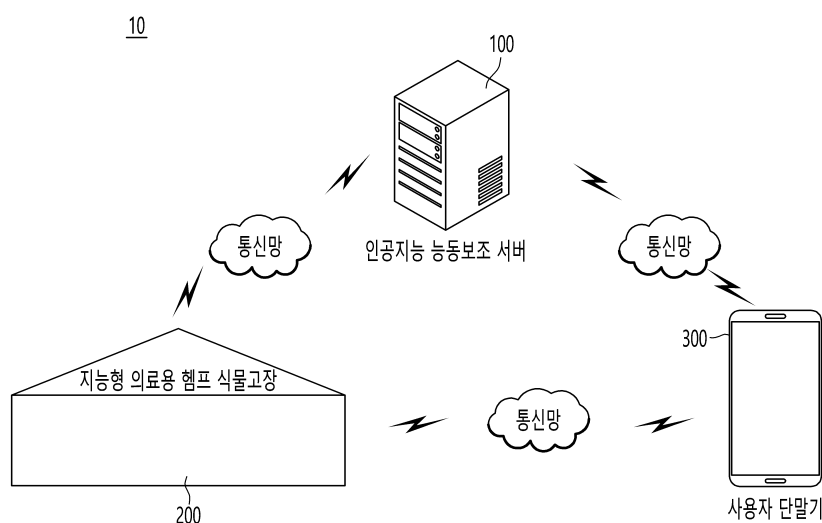 10
100
인공지능 능동보조 서버
통신망
통신망
300
지능형 의료용 헴프 식물고장
통신망
200
사용자 단말기